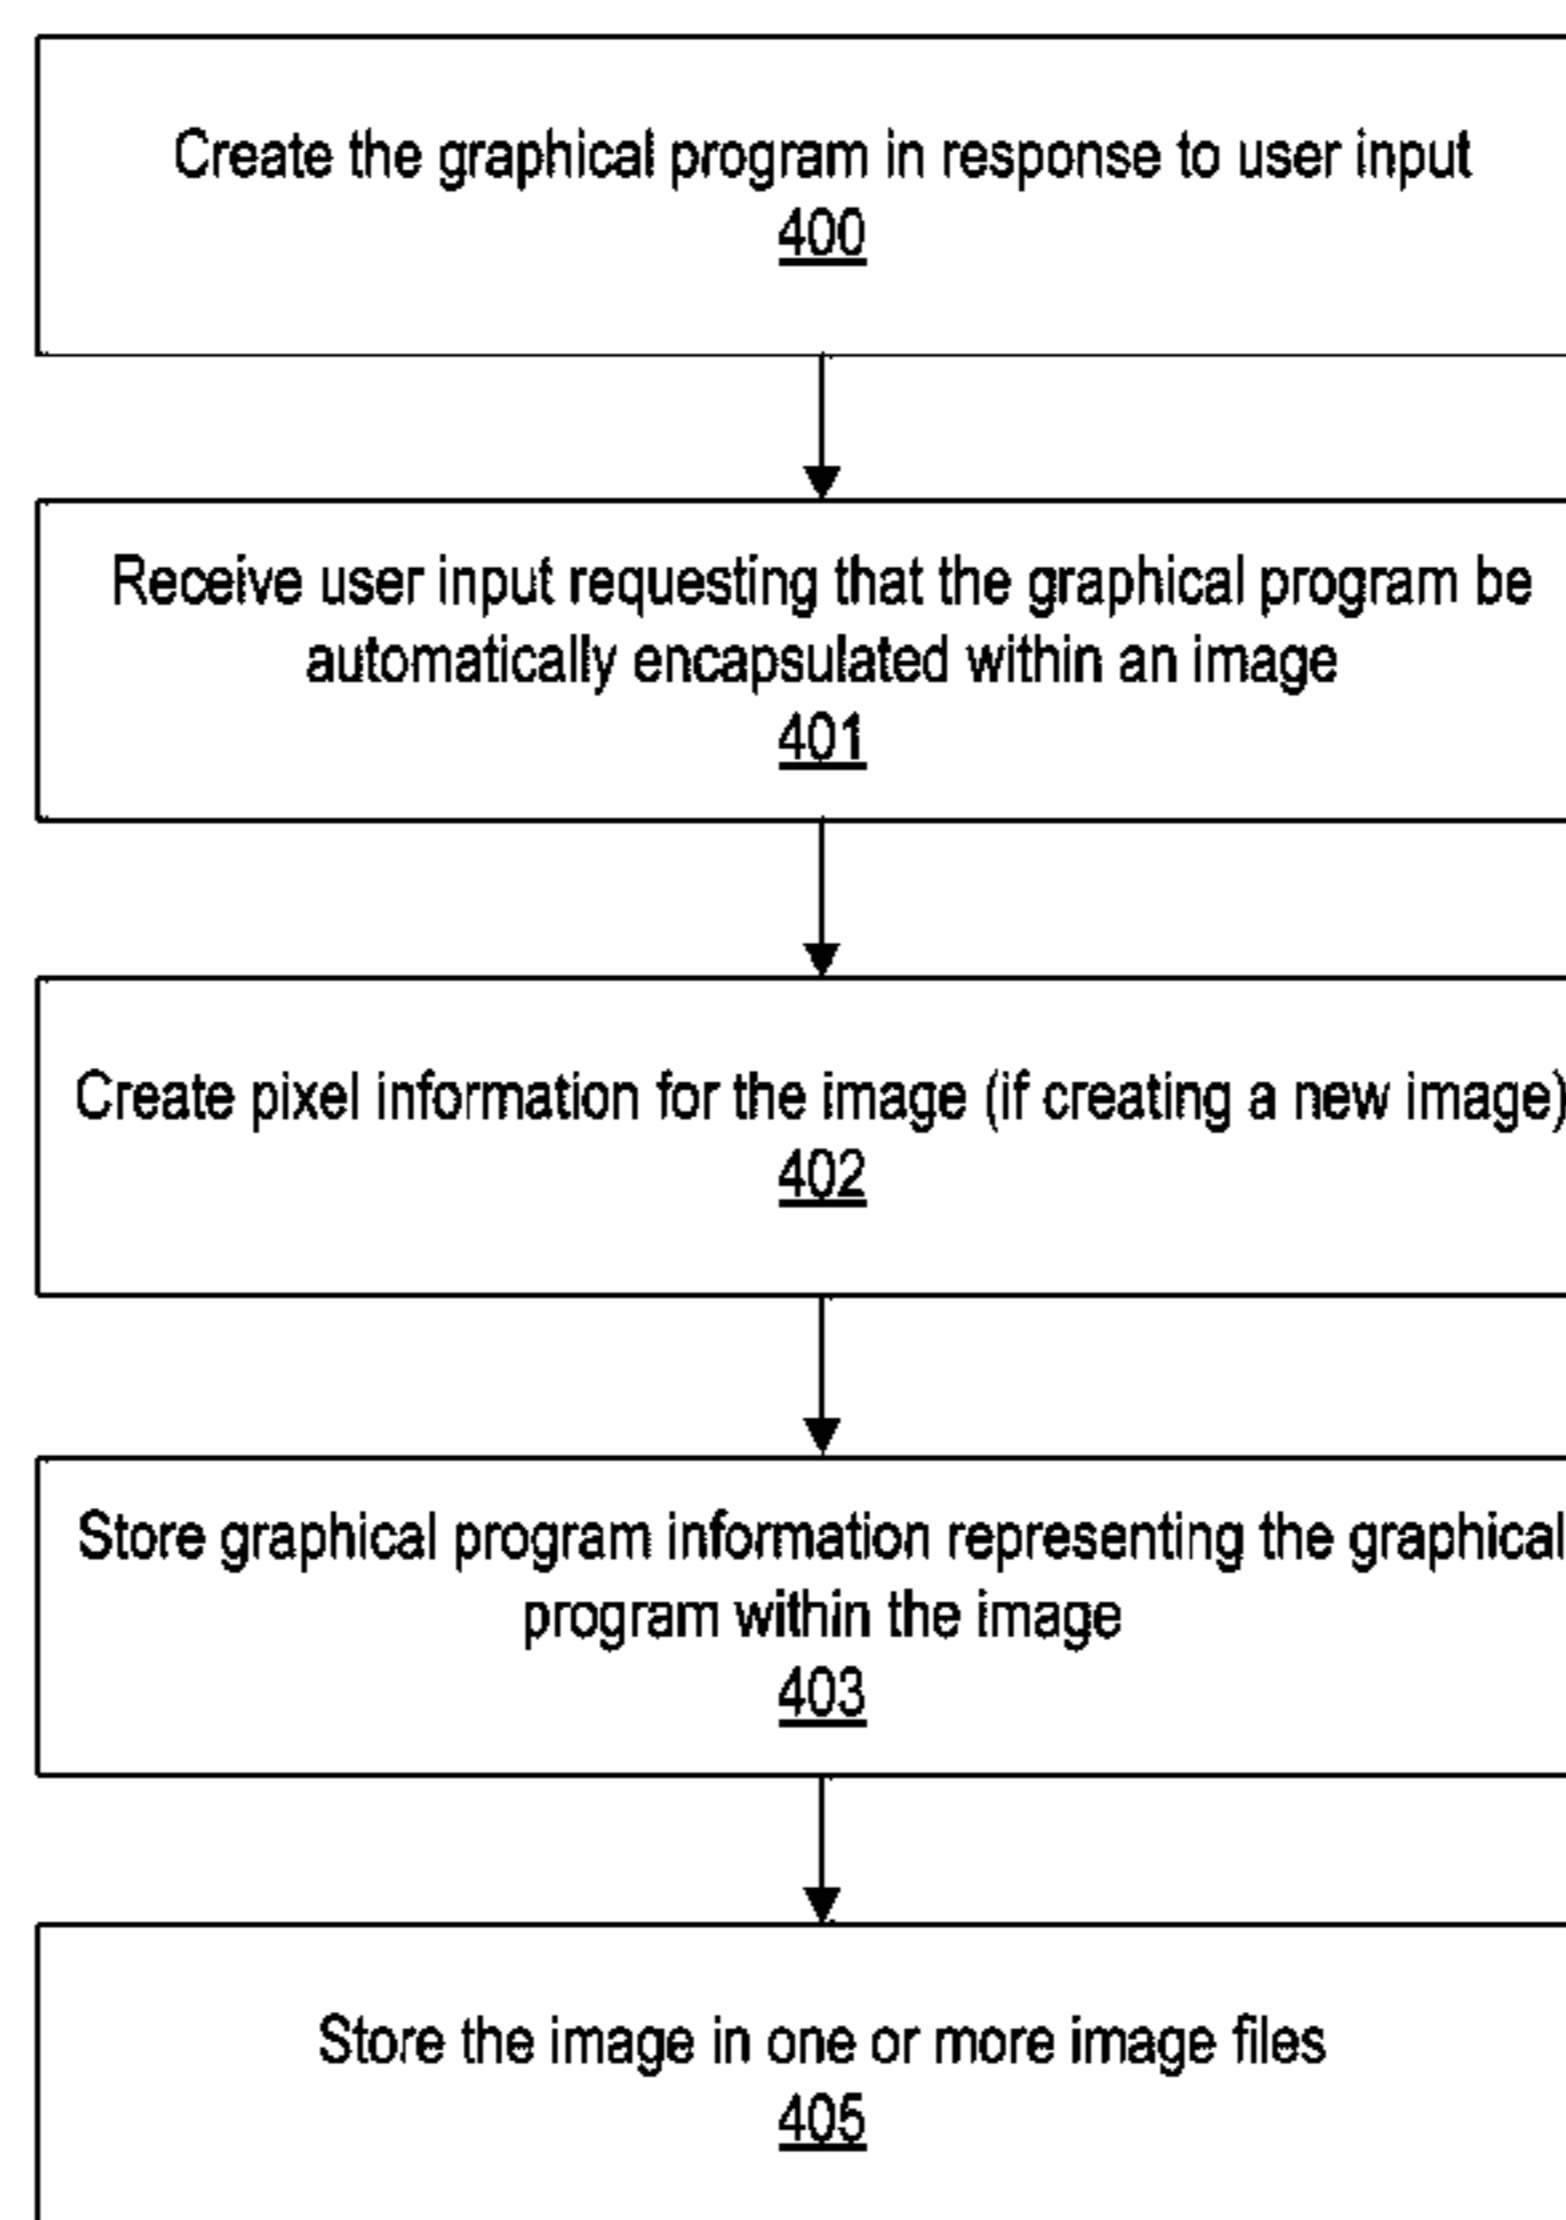 Create the graphical program in response to user input
400
Receive user input requesting that the graphical program be
automatically encapsulated within an image
401
Create pixel information for the image (if creating a new image)
402
Store graphical program information representing the graphical
program within the image
403
Store the image in one or more image files
405